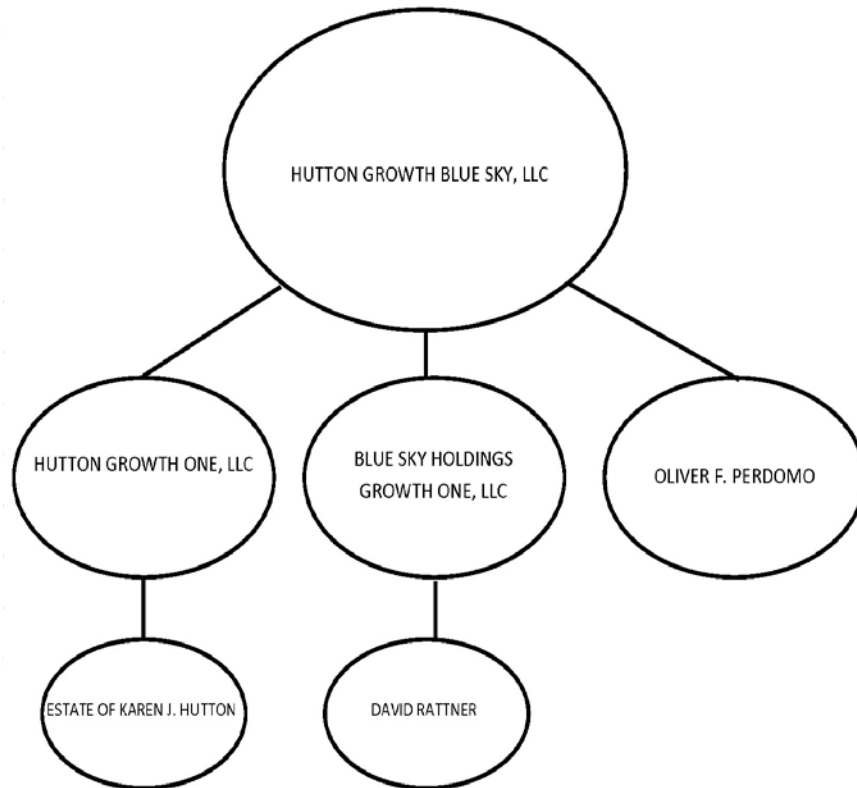 HUTTON GROWTH BLUE SKY, LLC
HUTTON GROWTH ONE, LLC
BLUE SKY HOLDINGS
GROWTH ONE, LLC
OLIVER F. PERDOMO
ESTATE OF KAREN J. HUTTON
DAVID RATTNER